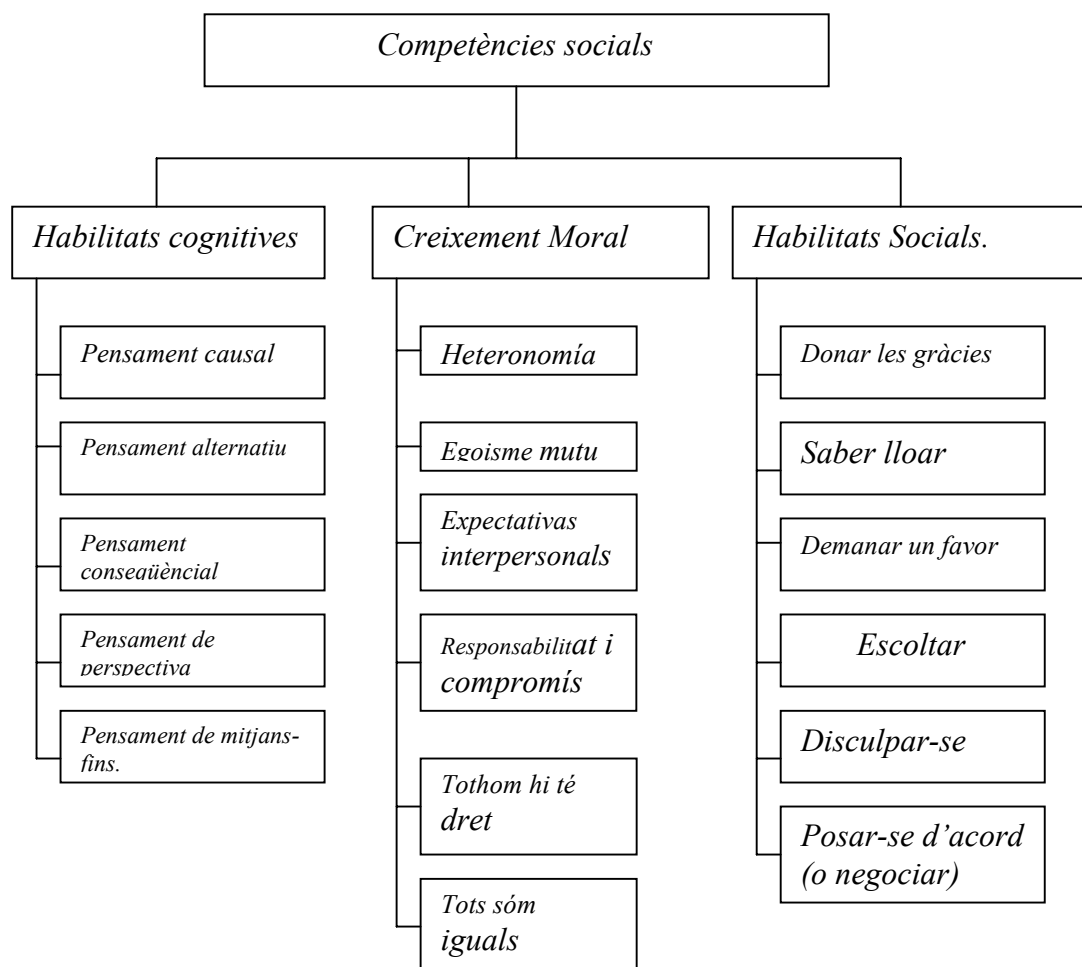 Competències socials
Habilitats cognitives
Creixement Moral
Habilitats Socials.
Pensament causal
Pensament alternatiu
Pensament
conseqüèncial
Pensament de
perspectiva
Pensament de mitjans-
fins.
Heteronomía
Egoisme mutu
Expectativas
interpersonals
Responsabilitat i
compromís
Tothom hi té
dret
Tots sóm
iguals
Donar les gràcies
Saber lloar
Demanar un favor
Escoltar
Disculpar-se
Posar-se d’acord
(o negociar)